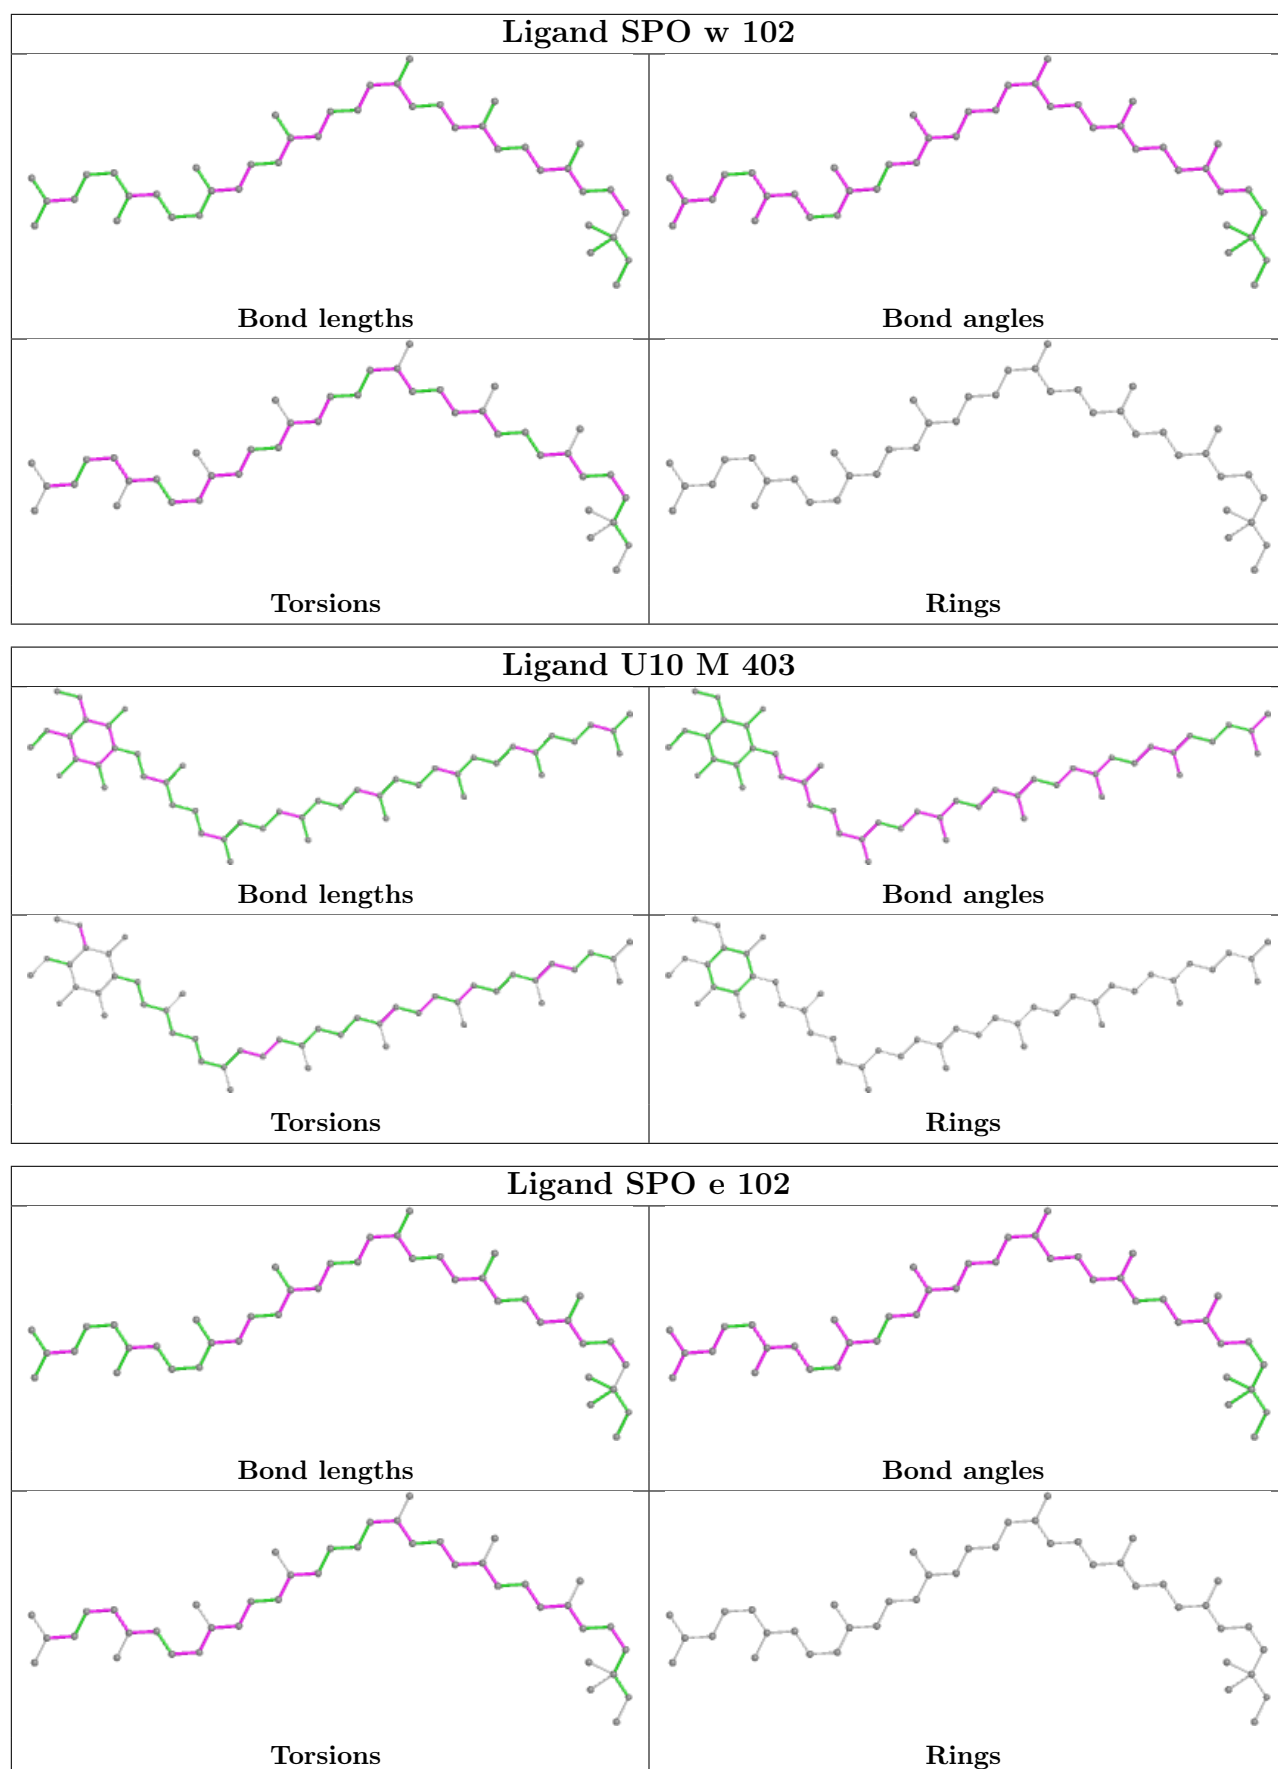 Ligand SPO w 102
Bond lengths
Bond angles
Torsions
Rings
Ligand U10 M 403
Bond lengths
Bond angles
Torsions
Rings
Ligand SPO e 102
Bond lengths
Bond angles
Torsions
Rings